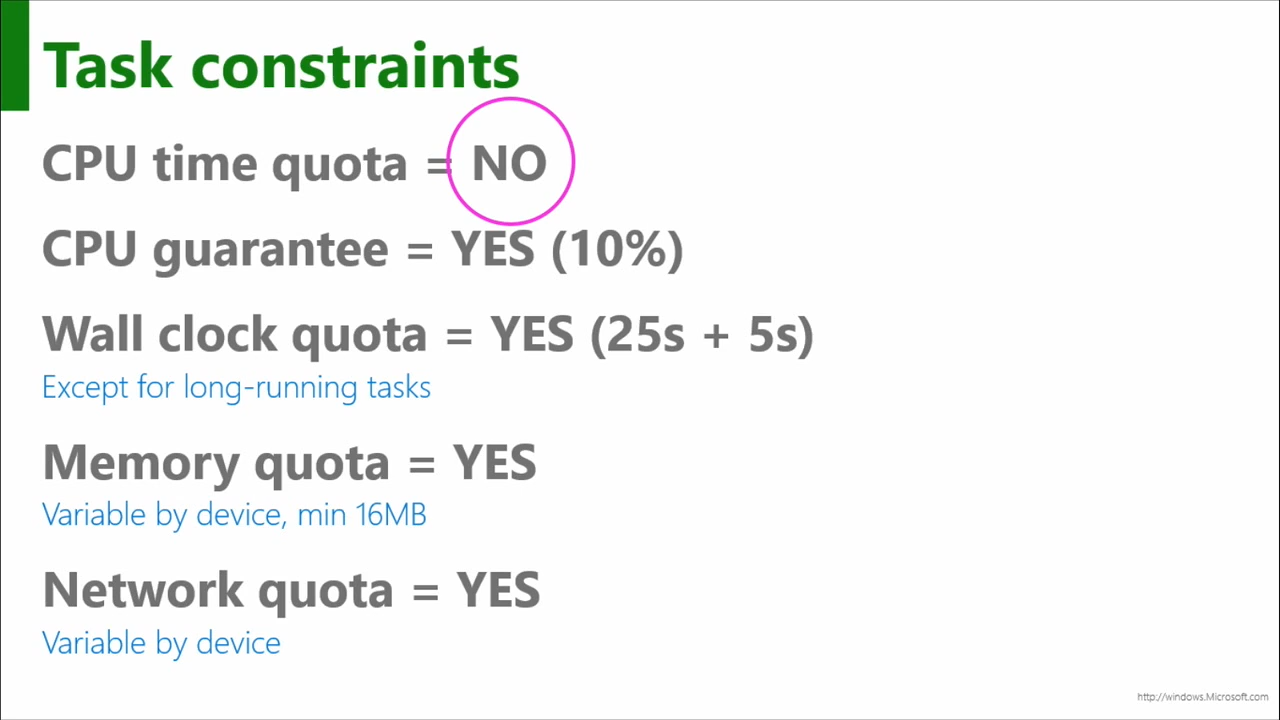 Task constraints
CPU time quota = NO
CPU guarantee = YES (10%)
Wall clock quota = YES (25s + 5s)
Except for long-running tasks
Memory quota = YES
Variable by device, min 16MB
Network quota = YES
Variable by device
http://windows.Microsoft.com